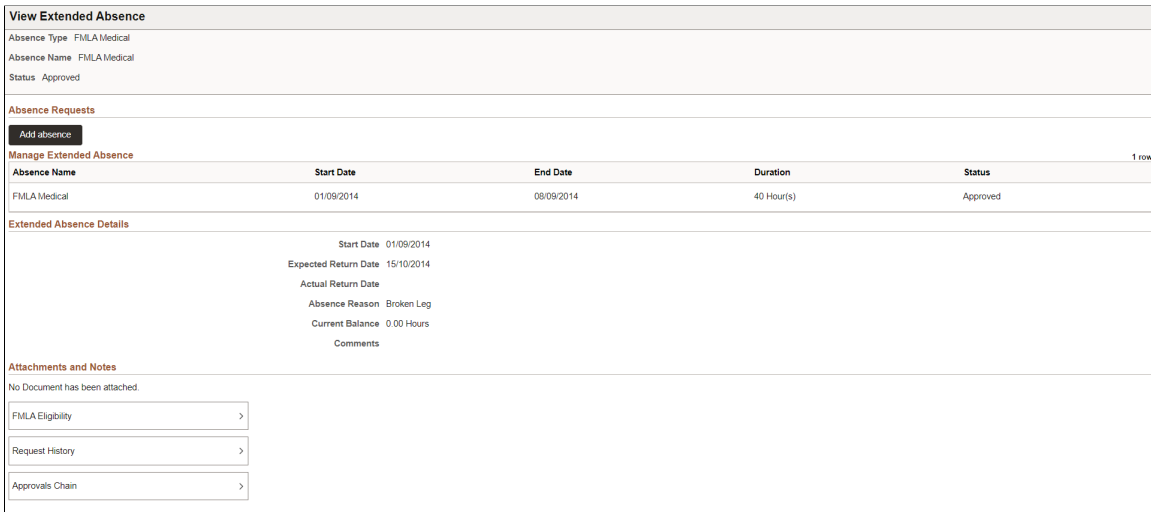 View Extended Absence
Absence Type FMLA Medical
Absence Name FMLA Medical
Status Approved
Absence Requests
Add absence
Manage Extended Absence
1 row
Absence Name Start Date End Date Duration Status
FMLA Medical 01/09/2014 08/09/2014 40 Hour(s) Approved
Extended Absence Details
Start Date 01/09/2014
Expected Return Date 15/10/2014
Actual Return Date
Absence Reason Broken Leg
Current Balance 0.00 Hours
Comments
Attachments and Notes
No Document has been attached.
FMLA Eligibility
Request History
Approvals Chain